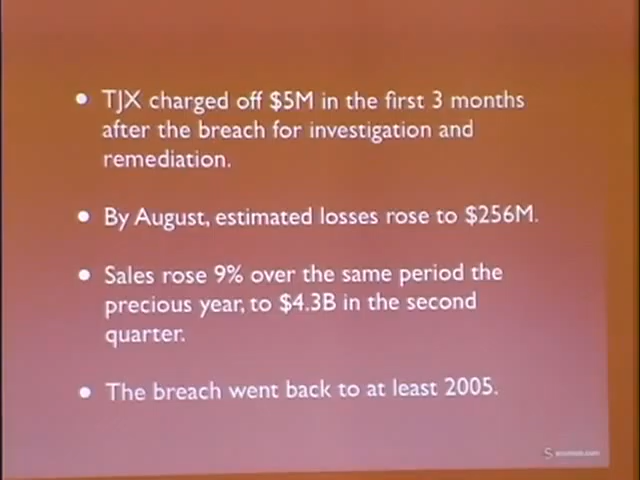 • TJX charged off $5M in the first 3 months
after the breach for investigation and
remediation.
• By August, estimated losses rose to $256M.
• Sales rose 9% over the same period the
precious year, to $4.3B in the second
quarter.
• The breach went back to at least 2005.